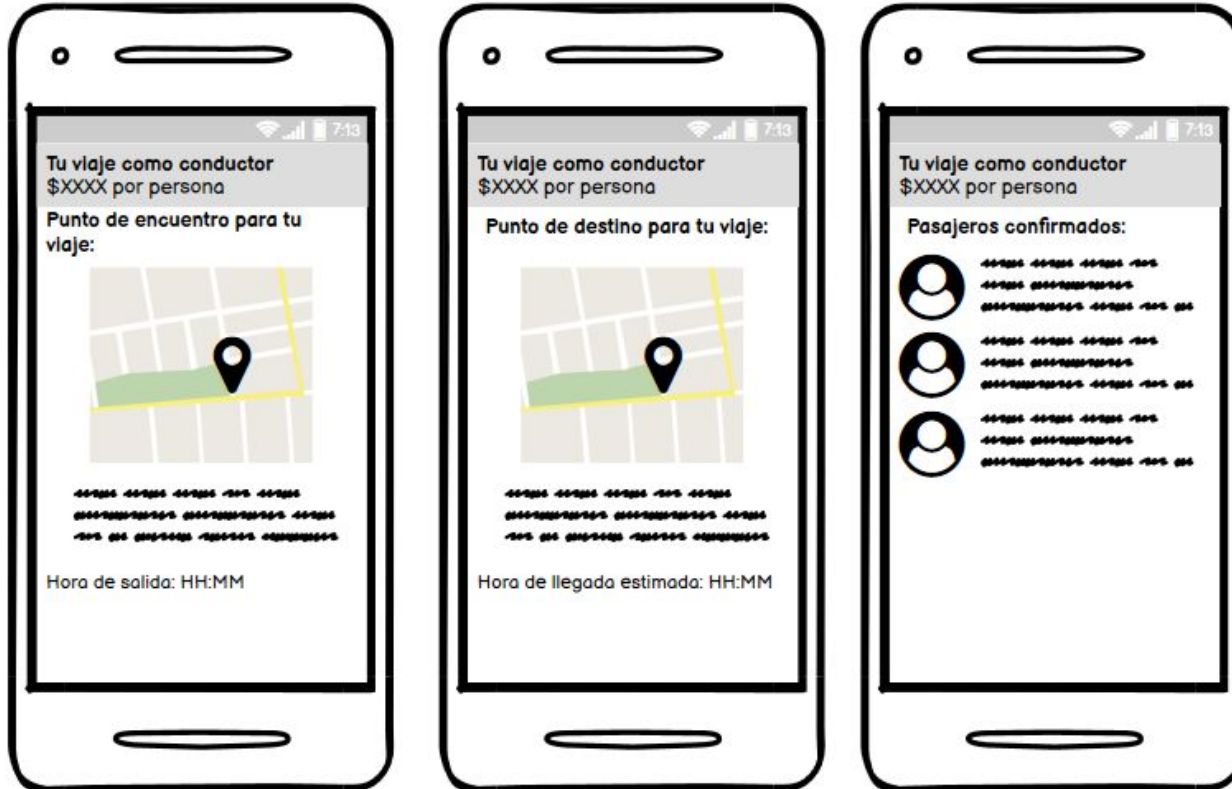 7:13
Tu viaje como conductor
$XXXX por persona
Punto de encuentro para tu
viaje:
Hora de salida: HH:MM
7:13
Tu viaje como conductor
$XXXX por persona
Punto de destino para tu viaje:
Hora de llegada estimada: HH:MM
7:13
Tu viaje como conductor
$XXXX por persona
Pasajeros confirmados: